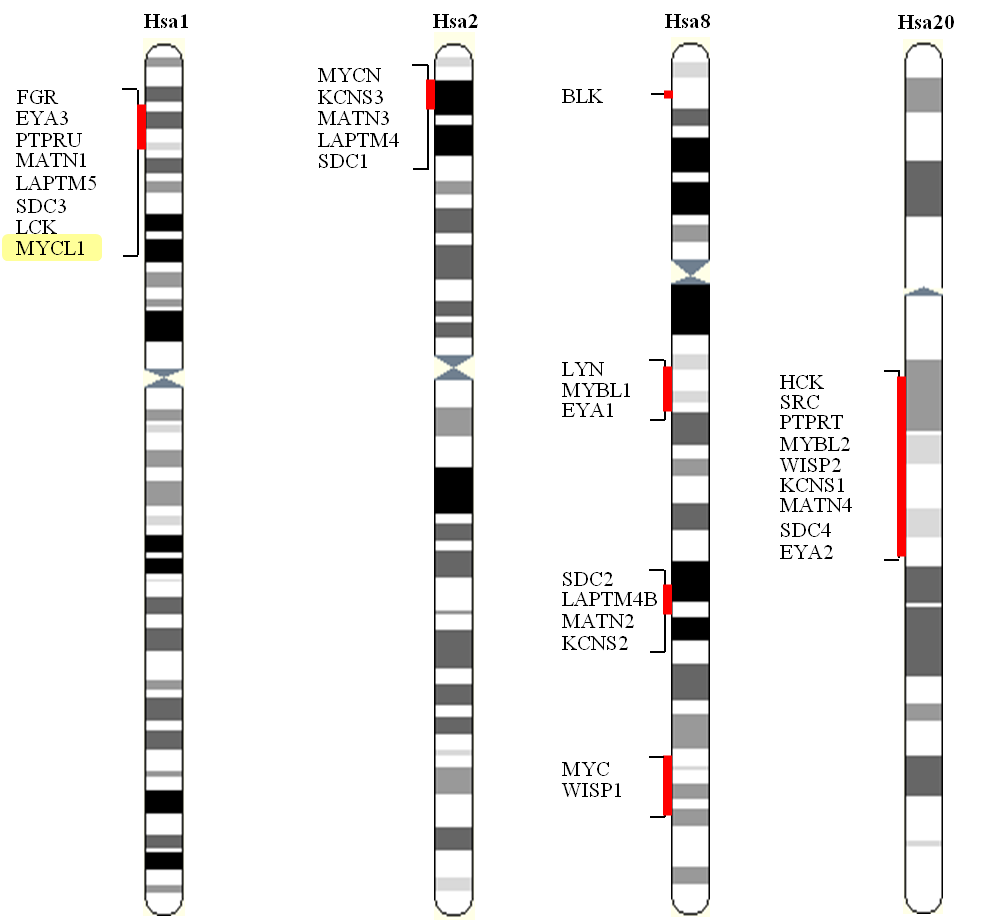 Hsa1
Hsa2
Hsa8
Hsa20
FGR
EYA3
PTPRU
MATN1
LAPTM5
SDC3
LCK
MYCL1
MYCN
KCNS3
MATN3
LAPTM4
SDC1
BLK
LYN
MYBL1
EYA1
SDC2
LAPTM4B
MATN2
KCNS2
MYC
WISP1
HCK
SRC
PTPRT
MYBL2
WISP2
KCNS1
MATN4
SDC4
EYA2